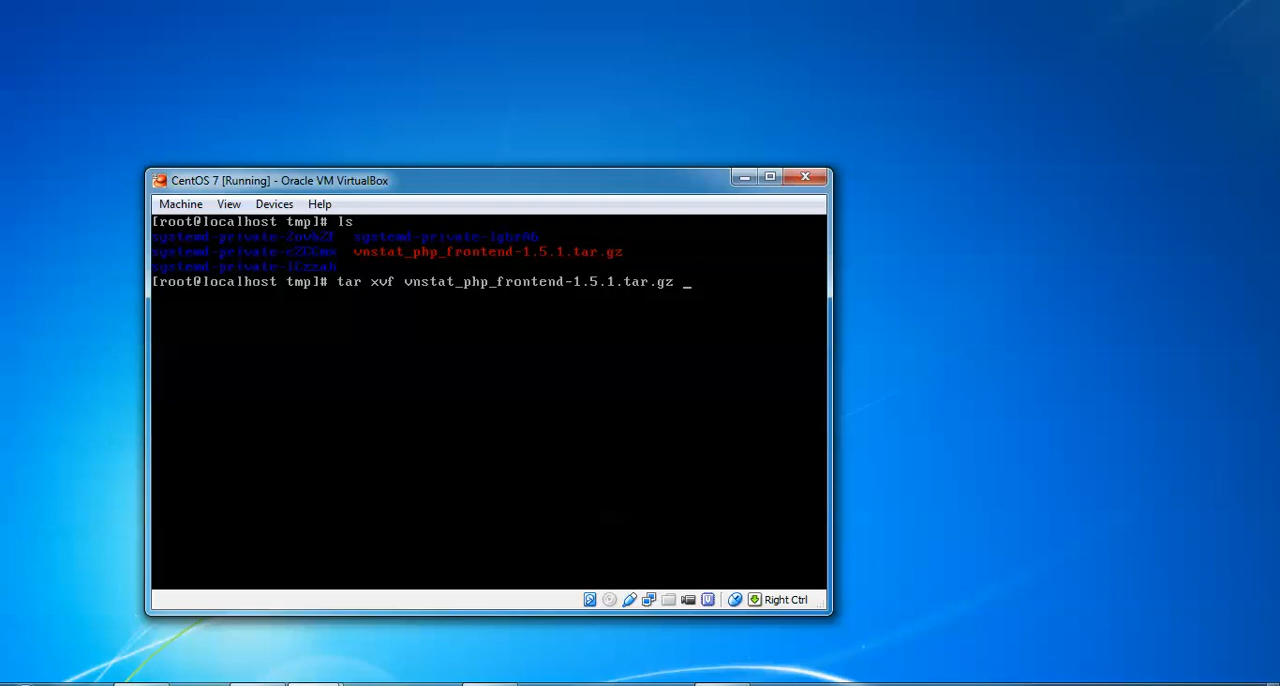 CentOS 7 [Running] - Oracle VM VirtualBox
Machine View Devices Help
[root@localhost tmp]# ls
vnstat_php_frontend-1.5.1.tar.gz
[root@localhost tmp]# tar xvf vnstat_php_frontend-1.5.1.tar.gz _
Right Ctrl